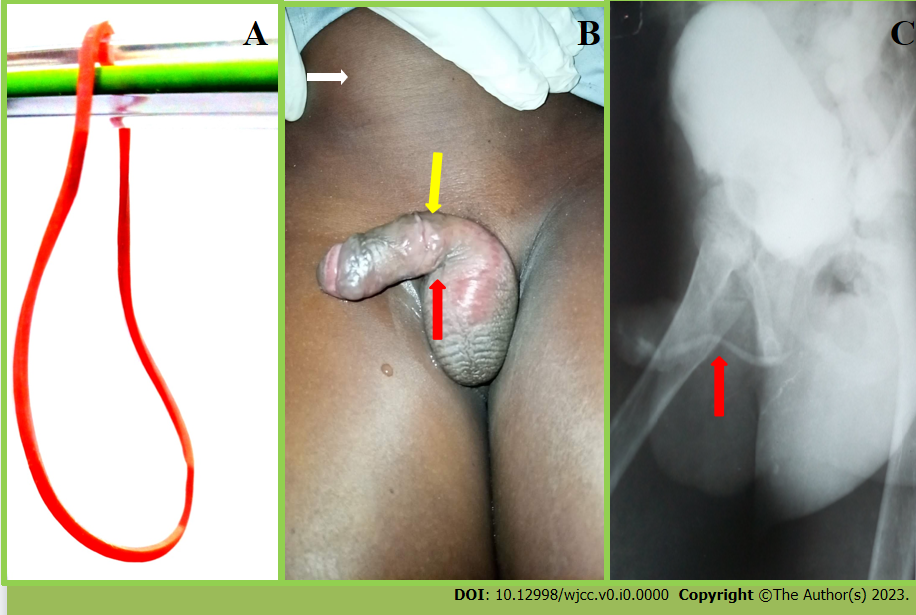 A
B
C
DOI: 10.12998/wjcc.v0.i0.0000 Copyright ©The Author(s) 2023.